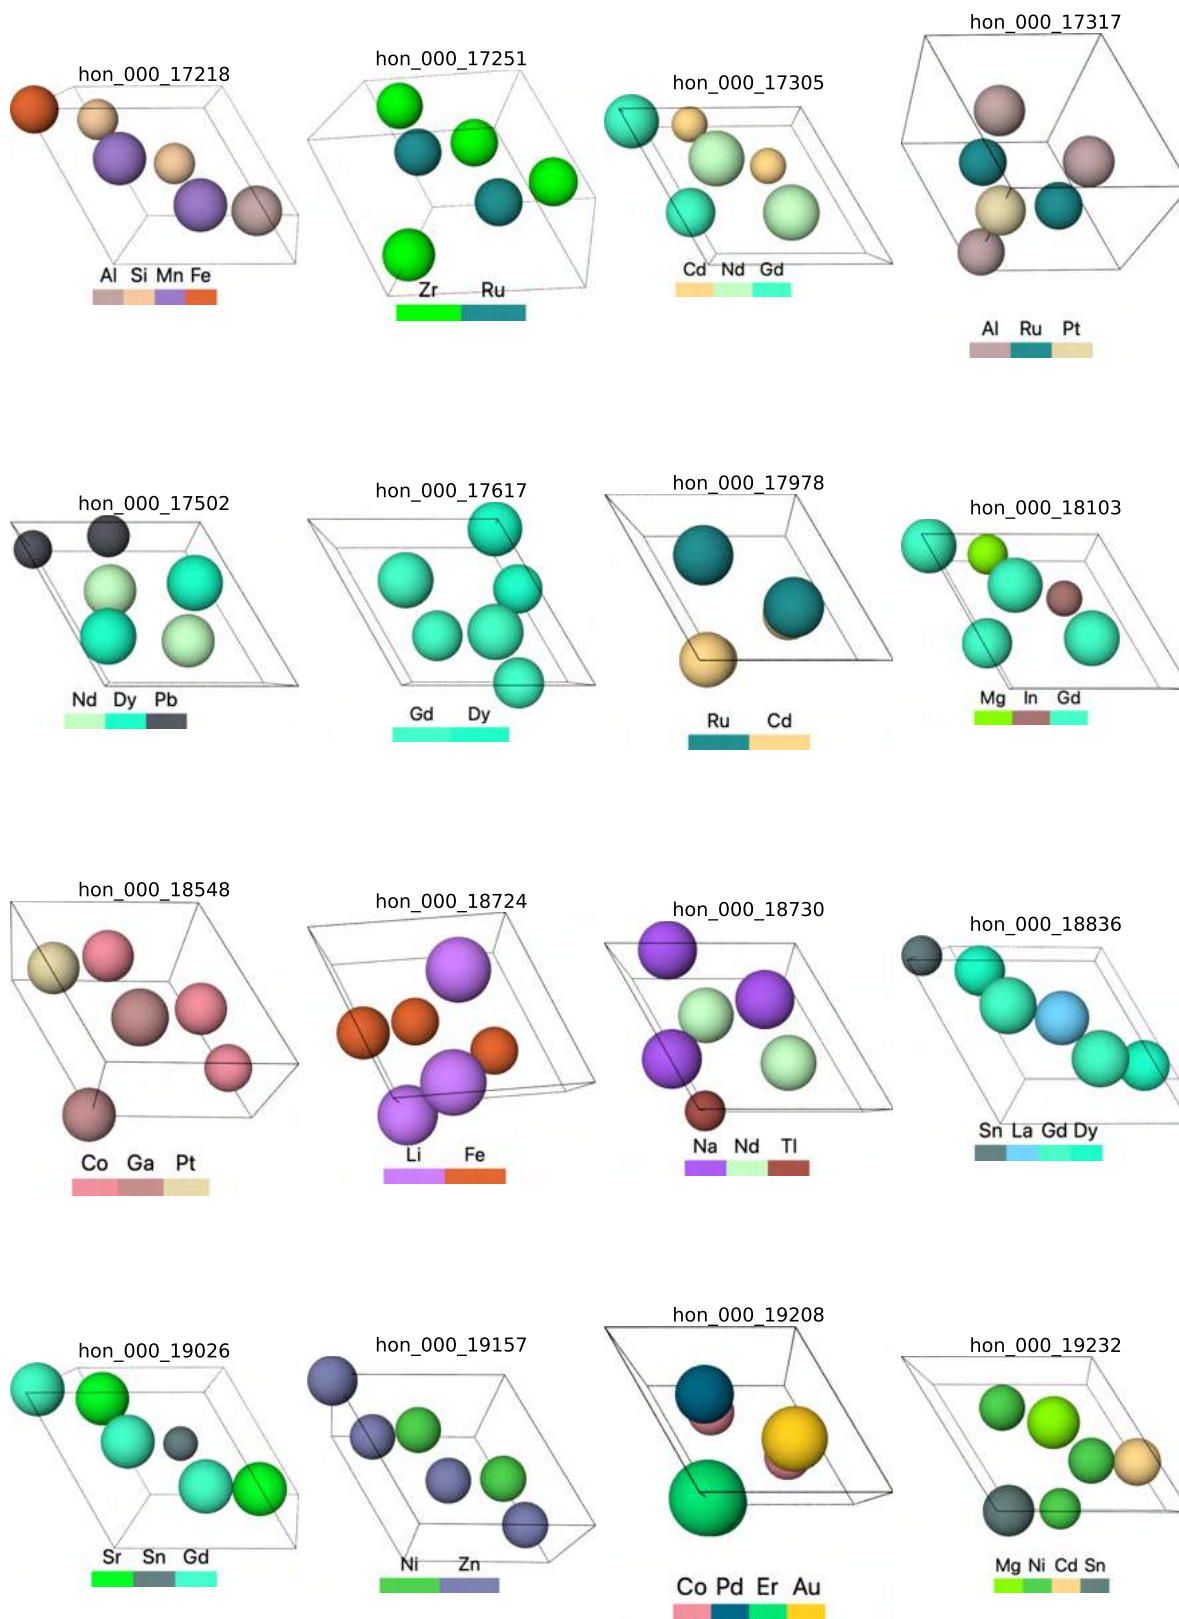 hon_000_17218
hon_000_17251
hon_000_17305
hon_000_17317
Al Si Mn Fe
Zr Ru
Cd Nd Gd
Al Ru Pt
hon_000_17502
hon_000_17617
hon_000_17978
hon_000_18103
Nd Dy Pb
Gd Dy
Ru Cd
Mg In Gd
hon_000_18548
hon_000_18724
hon_000_18730
hon_000_18836
Co Ga Pt
Li Fe
Na Nd Tl
Sn La Gd Dy
hon_000_19026
hon_000_19157
hon_000_19208
hon_000_19232
Sr Sn Gd
Ni Zn
Co Pd Er Au
Mg Ni Cd Sn